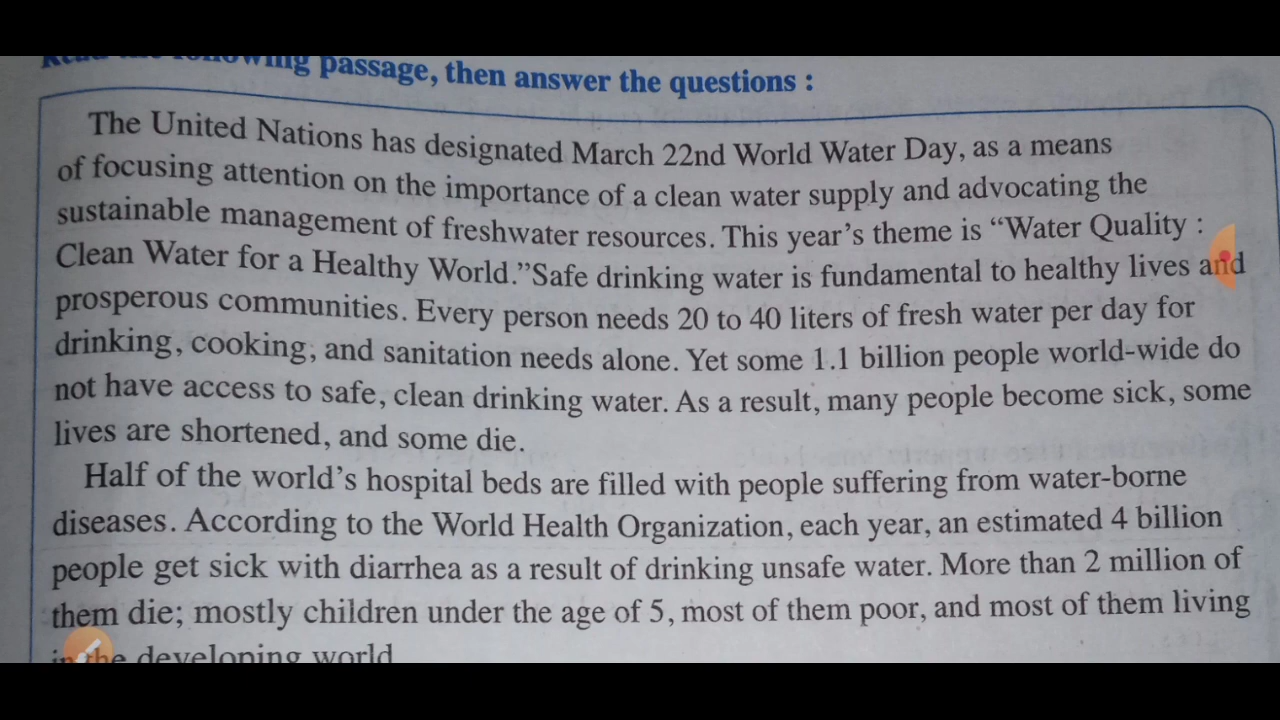 Read the following passage, then answer the questions :
The United Nations has designated March 22nd World Water Day, as a means
of focusing attention on the importance of a clean water supply and advocating the
sustainable management of freshwater resources. This year's theme is “Water Quality :
Clean Water for a Healthy World.”Safe drinking water is fundamental to healthy lives and
prosperous communities. Every person needs 20 to 40 liters of fresh water per day for
drinking, cooking, and sanitation needs alone. Yet some 1.1 billion people world-wide do
not have access to safe, clean drinking water. As a result, many people become sick, some
lives are shortened, and some die.
Half of the world's hospital beds are filled with people suffering from water-borne
diseases. According to the World Health Organization, each year, an estimated 4 billion
people get sick with diarrhea as a result of drinking unsafe water. More than 2 million of
them die; mostly children under the age of 5, most of them poor, and most of them living
in the developing world